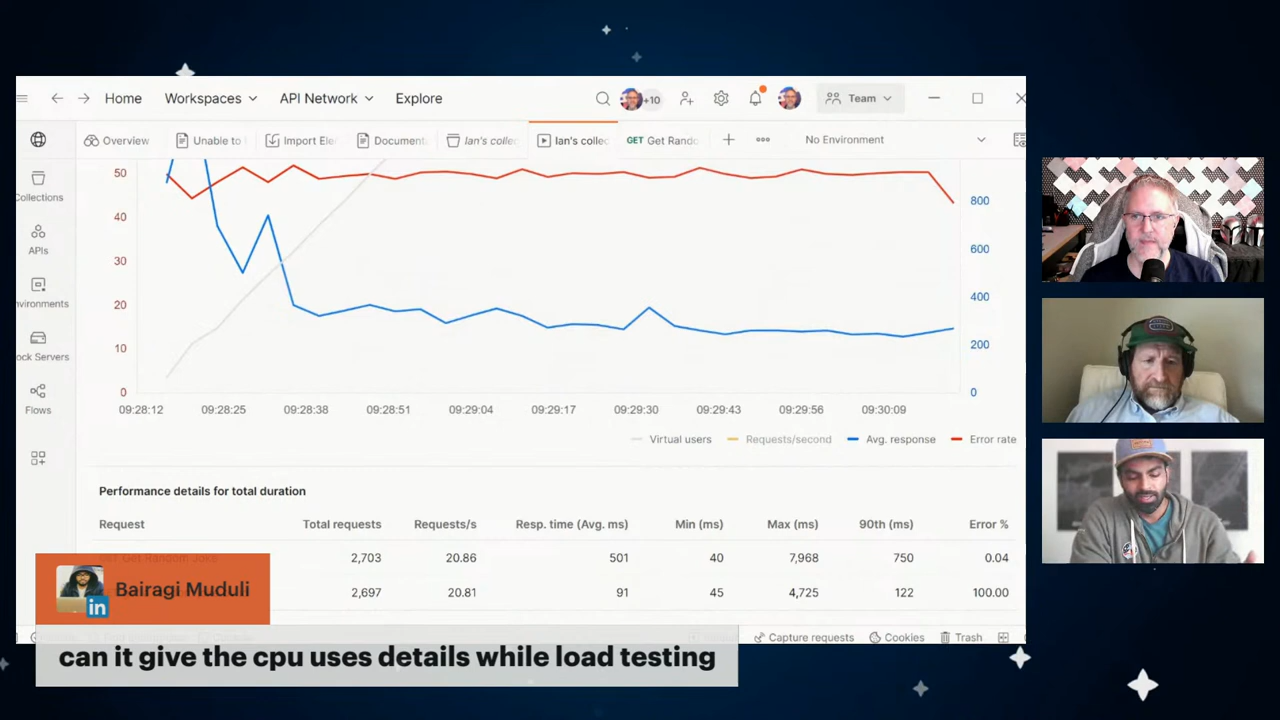 Home Workspaces API Network Explore +10 Team
Overview Unable to Import Ele Document Ian's collec Ian's collec GET Get Rando No Environment
Collections
APIs
nvironments
ock Servers
Flows
50
40
30
20
10
0
800
600
400
200
0
09:28:12 09:28:25 09:28:38 09:28:51 09:29:04 09:29:17 09:29:30 09:29:43 09:29:56 09:30:09
Virtual users Requests/second Avg. response Error rate
Performance details for total duration
Request Total requests Requests/s Resp. time (Avg. ms) Min (ms) Max (ms) 90th (ms) Error %
GET Get Random Joke 2,703 20.86 501 40 7,968 750 0.04
2,697 20.81 91 45 4,725 122 100.00
Bairagi Muduli
in
Capture requests Cookies Trash
can it give the cpu uses details while load testing